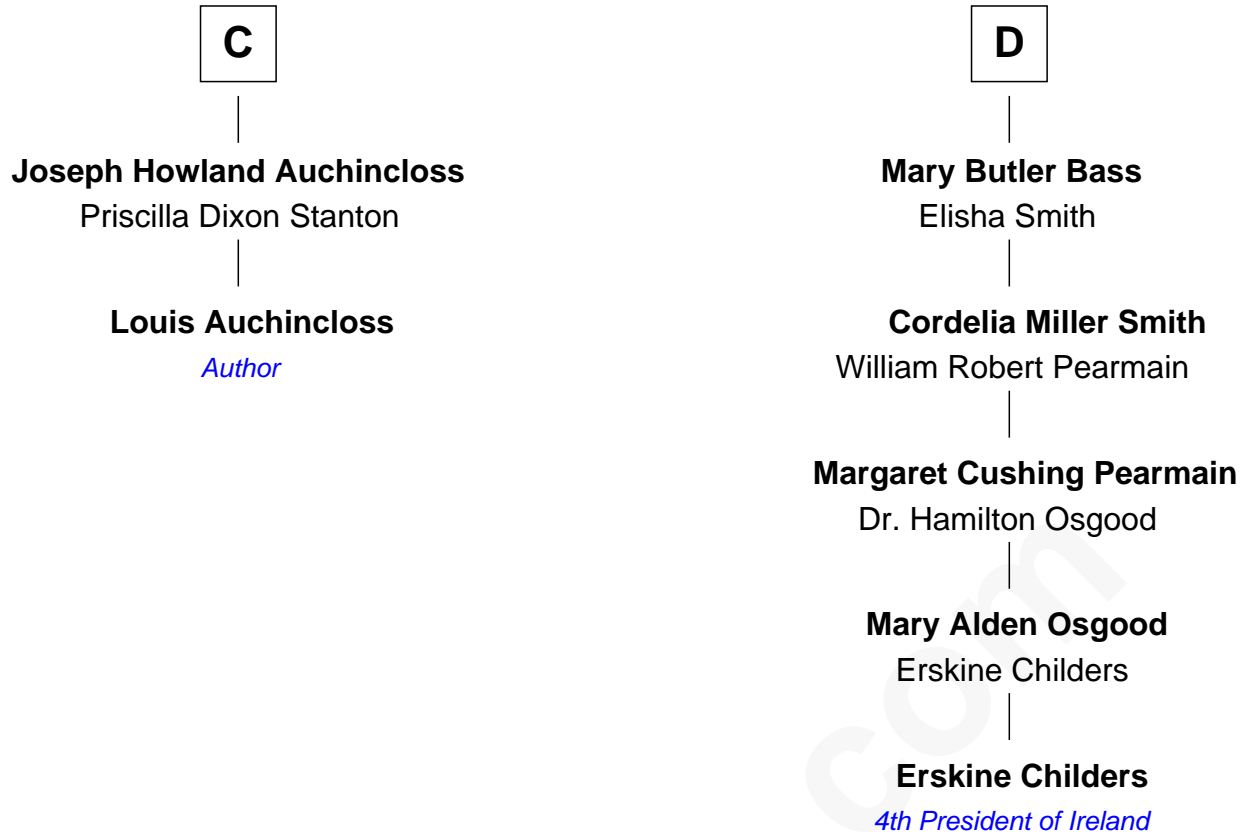 C
Joseph Howland Auchincloss
Priscilla Dixon Stanton
Louis Auchincloss
Author
D
Mary Butler Bass
Elisha Smith
Cordelia Miller Smith
William Robert Pearmain
Margaret Cushing Pearmain
Dr. Hamilton Osgood
Mary Alden Osgood
Erskine Childers
Erskine Childers
4th President of Ireland
com